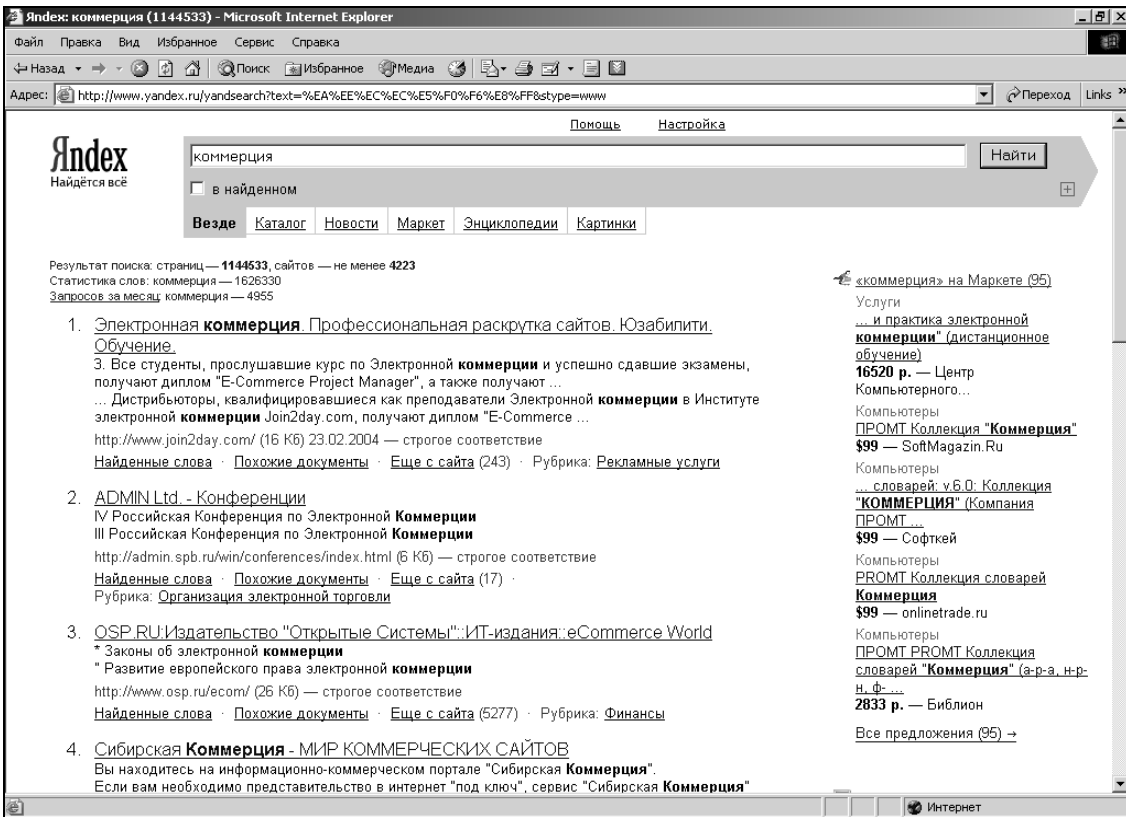 Яndex: коммерция (1144533) - Microsoft Internet Explorer
Файл Правка Вид Избранное Сервис Справка
Назад Поиск Избранное Медиа
Адрес: http://www.yandex.ru/yandsearch?text=%EA%EE%EC%EC%E5%F0%F6%E8%FF&stype=www Переход Links »
Помощь Настройка
Яndex
Найдётся всё
коммерция Найти
в найденном
Везде Каталог Новости Маркет Энциклопедии Картинки
Результат поиска: страниц — 1144533, сайтов — не менее 4223
Статистика слов: коммерция — 1626330
Запросов за месяц: коммерция — 4955
1. Электронная коммерция. Профессиональная раскрутка сайтов. Юзабилити.
Обучение.
3. Все студенты, прослушавшие курс по Электронной коммерции и успешно сдавшие экзамены,
получают диплом "E-Commerce Project Manager", а также получают ...
... Дистрибьюторы, квалифицировавшиеся как преподаватели Электронной коммерции в Институте
электронной коммерции Join2day.com, получают диплом "E-Commerce ...
http://www.join2day.com/ (16 Кб) 23.02.2004 — строгое соответствие
Найденные слова · Похожие документы · Еще с сайта (243) · Рубрика: Рекламные услуги
2. ADMIN Ltd. - Конференции
IV Российская Конференция по Электронной Коммерции
III Российская Конференция по Электронной Коммерции
http://admin.spb.ru/win/conferences/index.html (6 Кб) — строгое соответствие
Найденные слова · Похожие документы · Еще с сайта (17) ·
Рубрика: Организация электронной торговли
3. OSP.RU:Издательство "Открытые Системы"::ИТ-издания::eCommerce World
* Законы об электронной коммерции
" Развитие европейского права электронной коммерции
http://www.osp.ru/ecom/ (26 Кб) — строгое соответствие
Найденные слова · Похожие документы · Еще с сайта (5277) · Рубрика: Финансы
4. Сибирская Коммерция - МИР КОММЕРЧЕСКИХ САЙТОВ
Вы находитесь на информационно-коммерческом портале "Сибирская Коммерция".
Если вам необходимо представительство в интернет "под ключ", сервис "Сибирская Коммерция"
«коммерция» на Маркете (95)
Услуги
... и практика электронной
коммерции" (дистанционное
обучение)
16520 р. — Центр
Компьютерного...
Компьютеры
ПРОМТ Коллекция "Коммерция"
$99 — SoftMagazin.Ru
Компьютеры
... словарей: v.6.0: Коллекция
"КОММЕРЦИЯ" (Компания
ПРОМТ ...
$99 — Софткей
Компьютеры
PROMT Коллекция словарей
Коммерция
$99 — onlinetrade.ru
Компьютеры
ПРОМТ PROMT Коллекция
словарей "Коммерция" (а-р-а, н-р-
н, ф- ...
2833 р. — Библион
Все предложения (95) →
Интернет